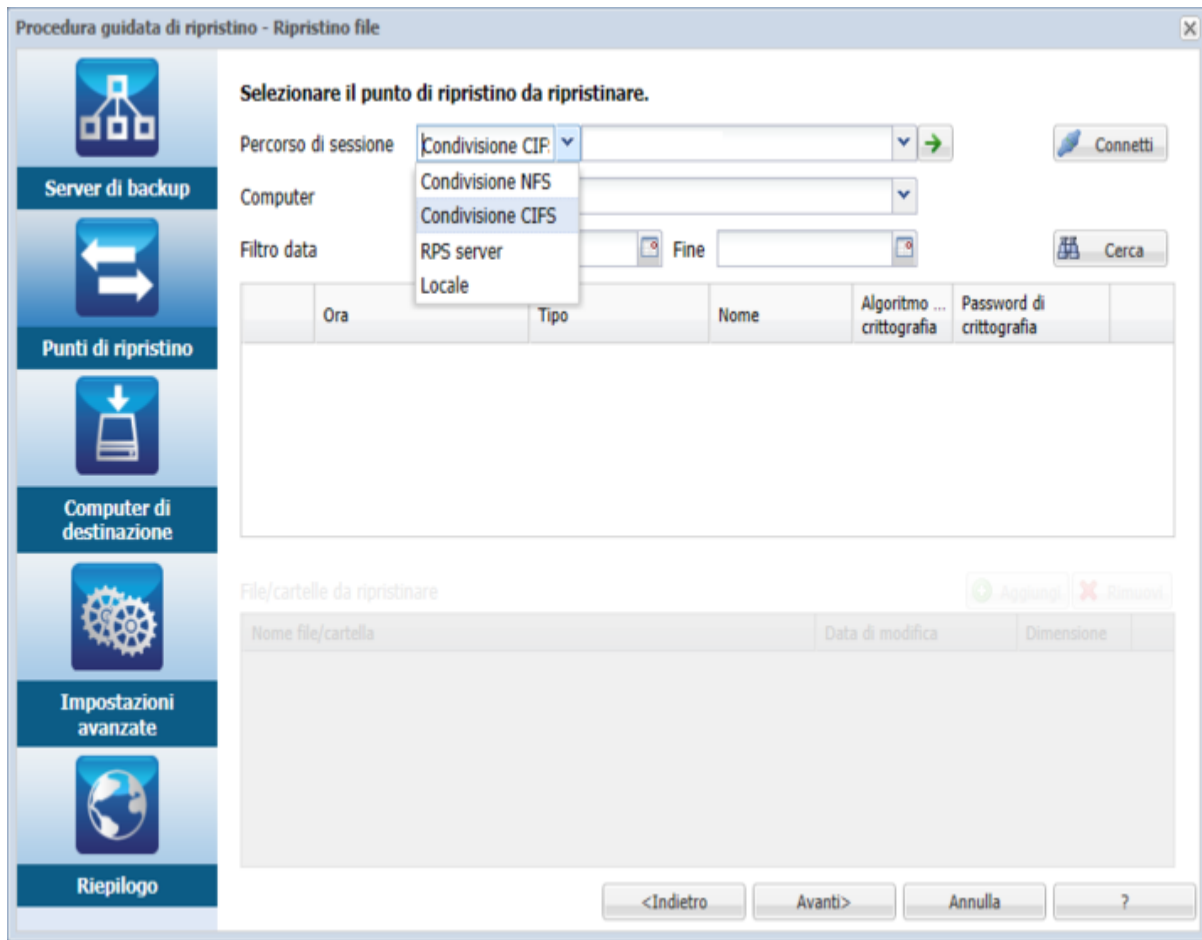 Procedura guidata di ripristino - Ripristino file
Server di backup
Punti di ripristino
Computer di
destinazione
Impostazioni
avanzate
Riepilogo
Selezionare il punto di ripristino da ripristinare.
Percorso di sessione
Condivisione CIF
Connetti
Condivisione NFS
Condivisione CIFS
RPS server
Locale
Computer
Filtro data
Fine
Cerca
Ora
Tipo
Nome
Algoritmo ...
crittografia
Password di
crittografia
File/cartelle da ripristinare
Aggiungi
Rimuovi
Nome file/cartella
Data di modifica
Dimensione
<Indietro
Avanti>
Annulla
?